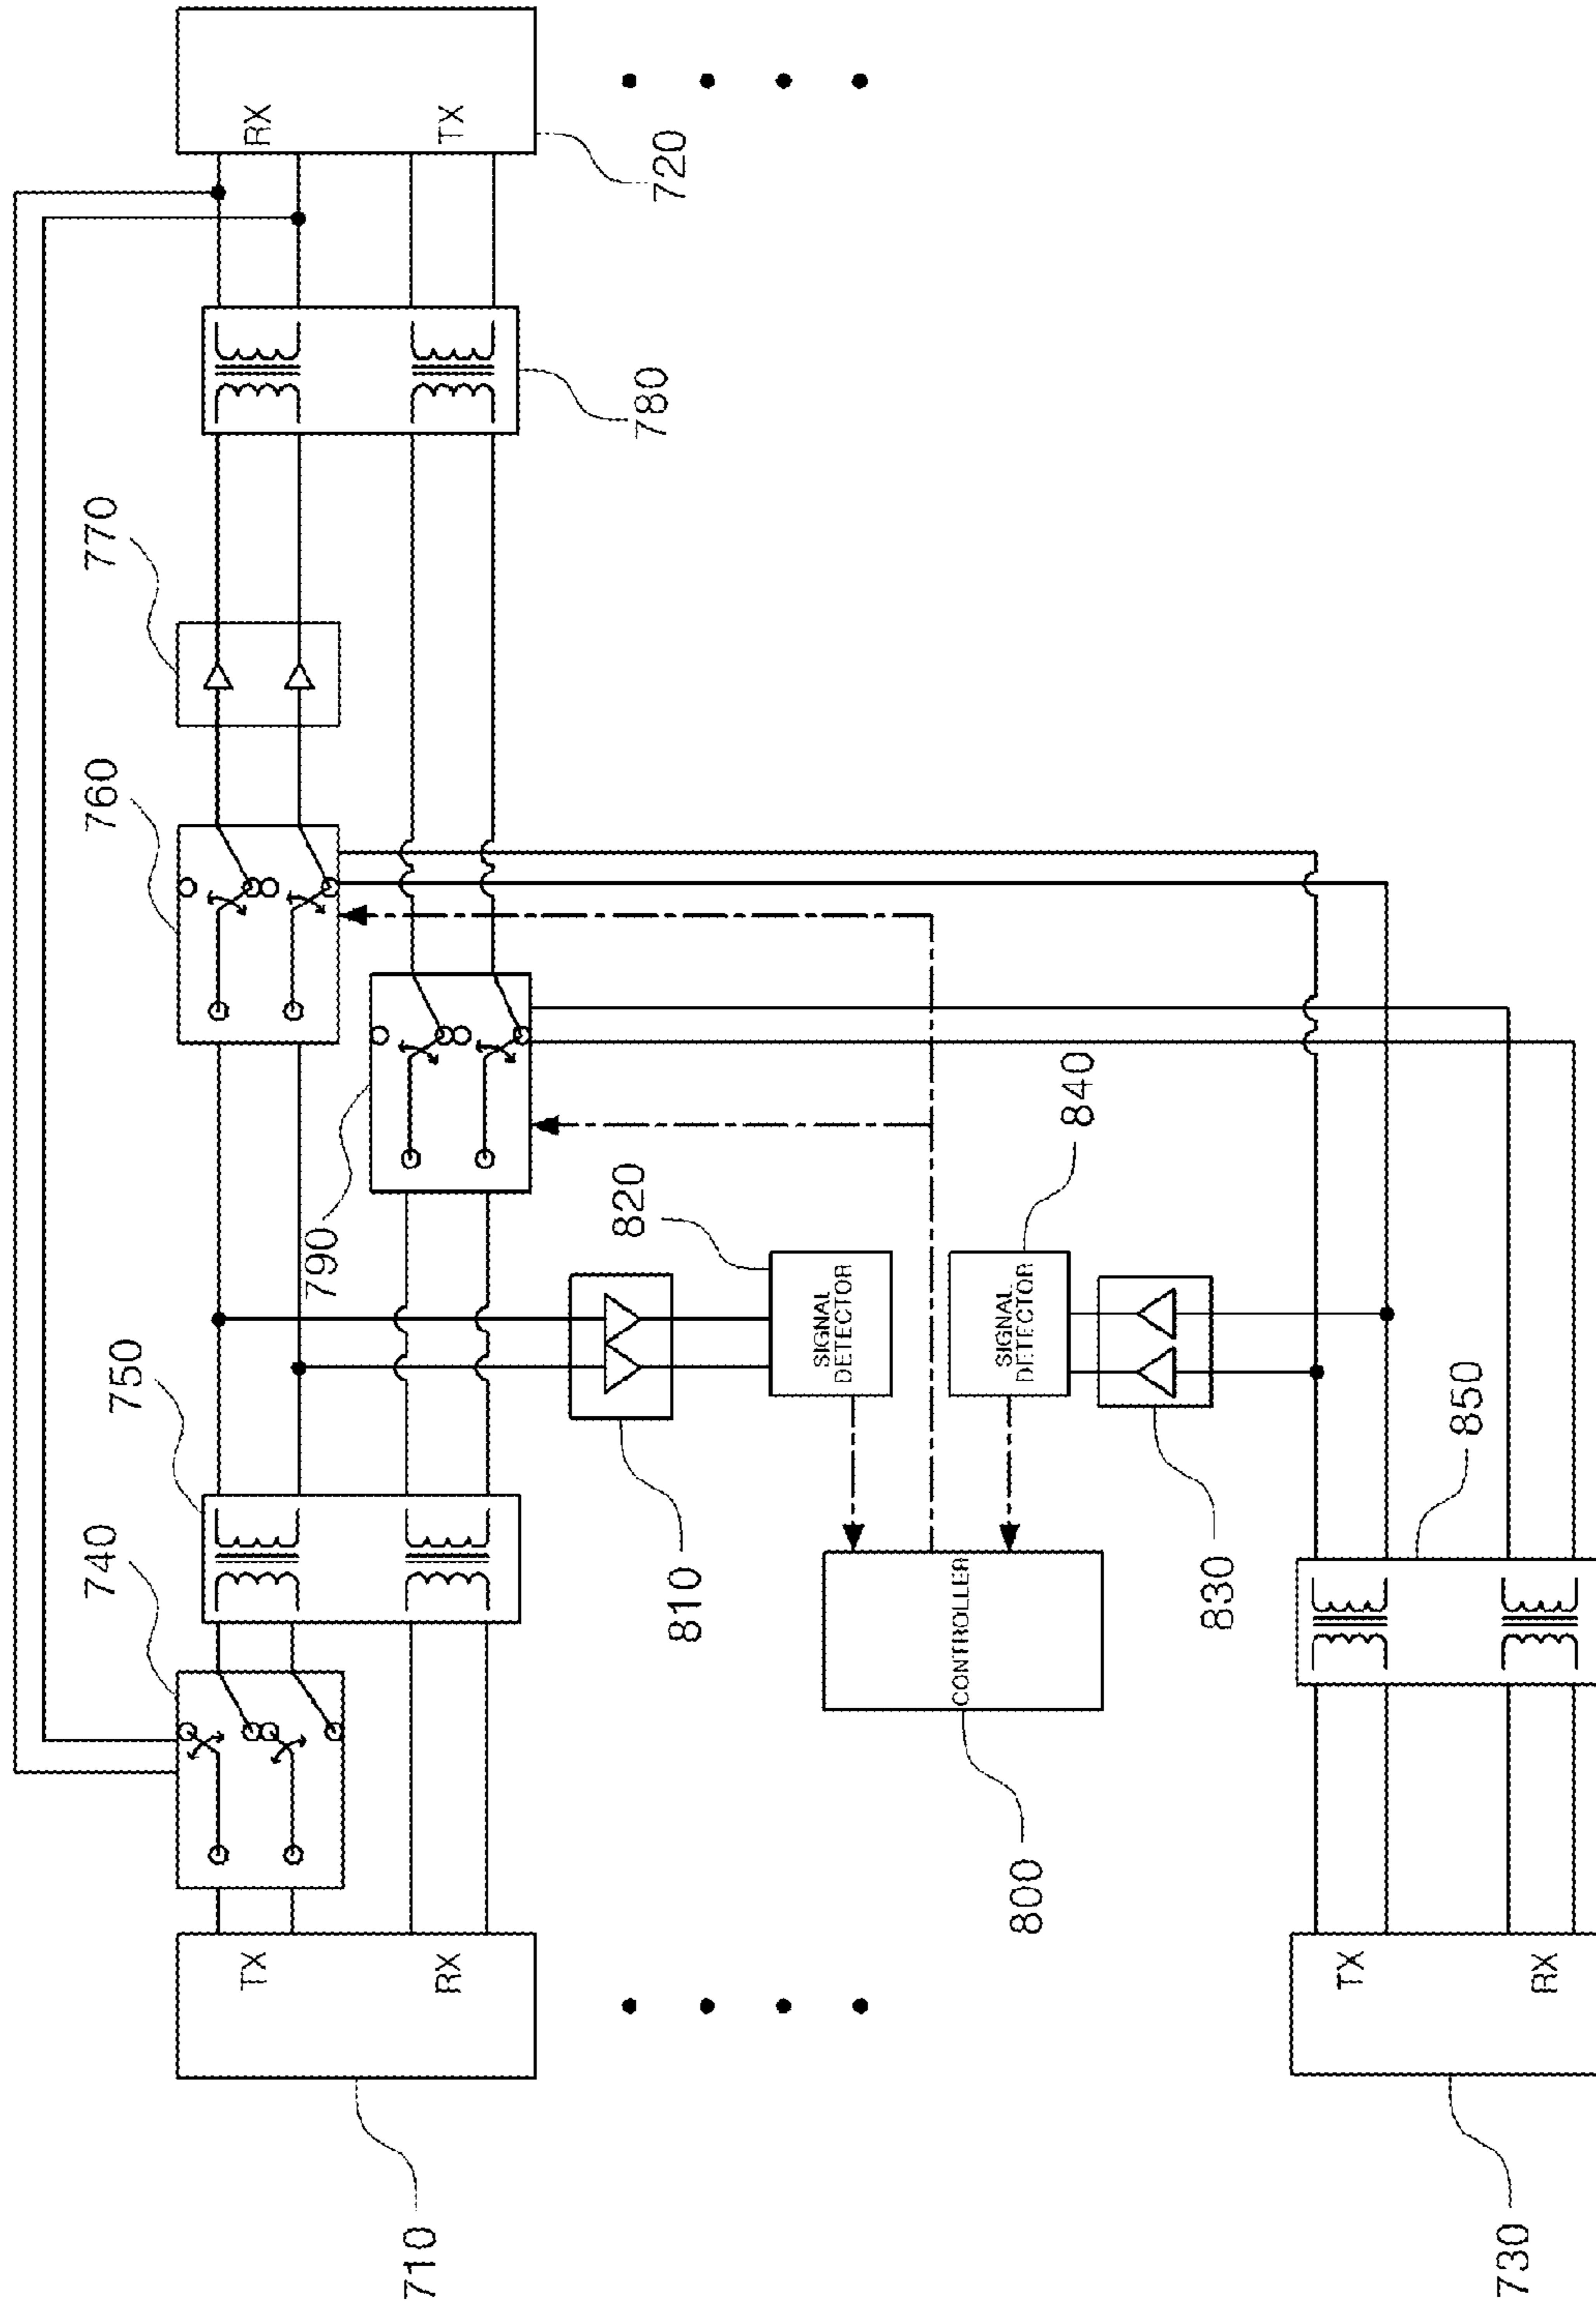 RX
TX
720
780
770
760
790
820
SIGNAL
DETECTOR
840
SIGNAL
DETECTOR
750
740
810
830
850
CONTROLLER
800
TX
RX
710
TX
RX
730